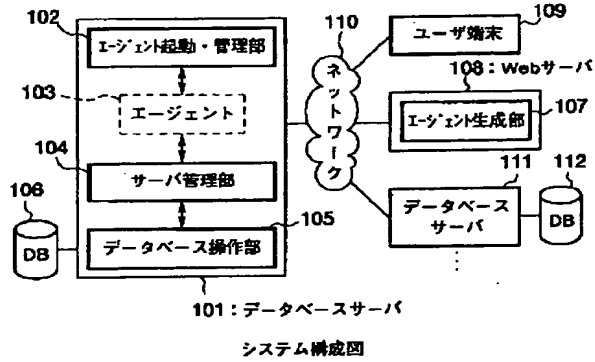 102
エージェント起動・管理部
103
エージェント
104
サーバ管理部
106
DB
105
データベース操作部
101：データベースサーバ
110
ネットワーク
109
ユーザ端末
108：Webサーバ
107
エージェント生成部
111
データベース
サーバ
112
DB
システム構成図